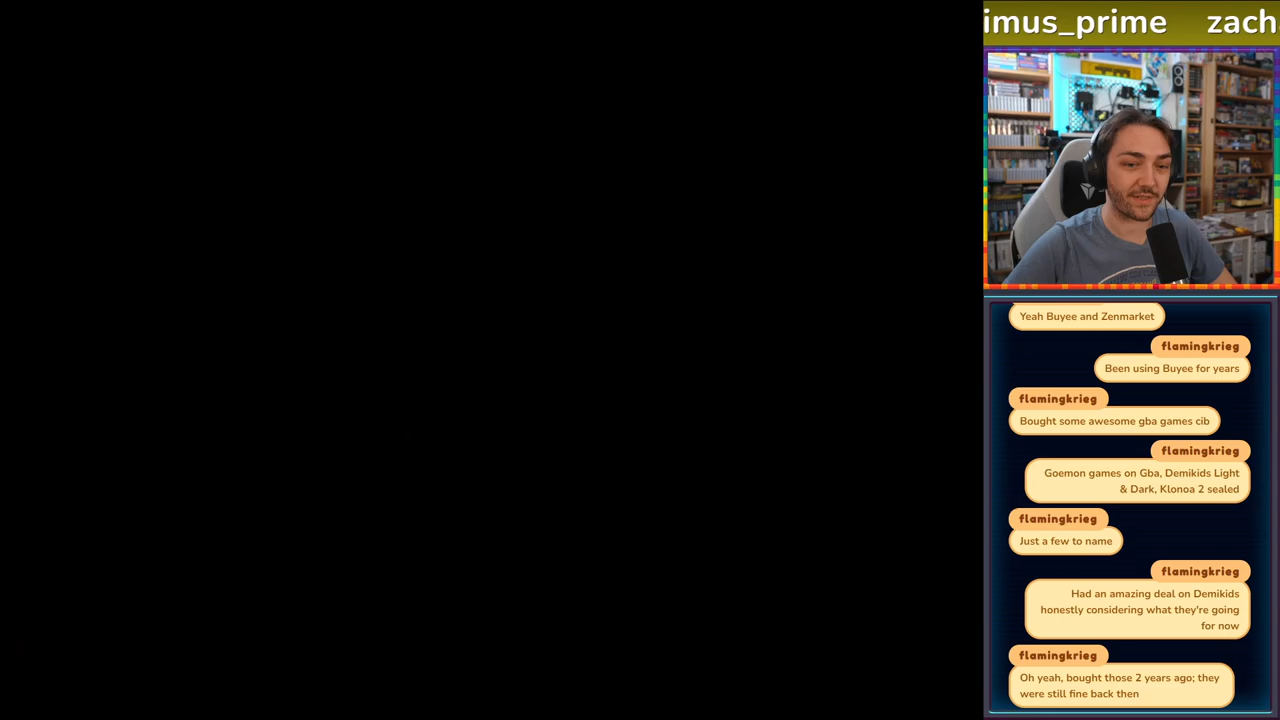 imus_prime zach
Yeah Buyee and Zenmarket
flamingkrieg
Been using Buyee for years
flamingkrieg
Bought some awesome gba games cib
flamingkrieg
Goemon games on Gba, Demikids Light
& Dark, Klonoa 2 sealed
flamingkrieg
Just a few to name
flamingkrieg
Had an amazing deal on Demikids
honestly considering what they're going
for now
flamingkrieg
Oh yeah, bought those 2 years ago; they
were still fine back then